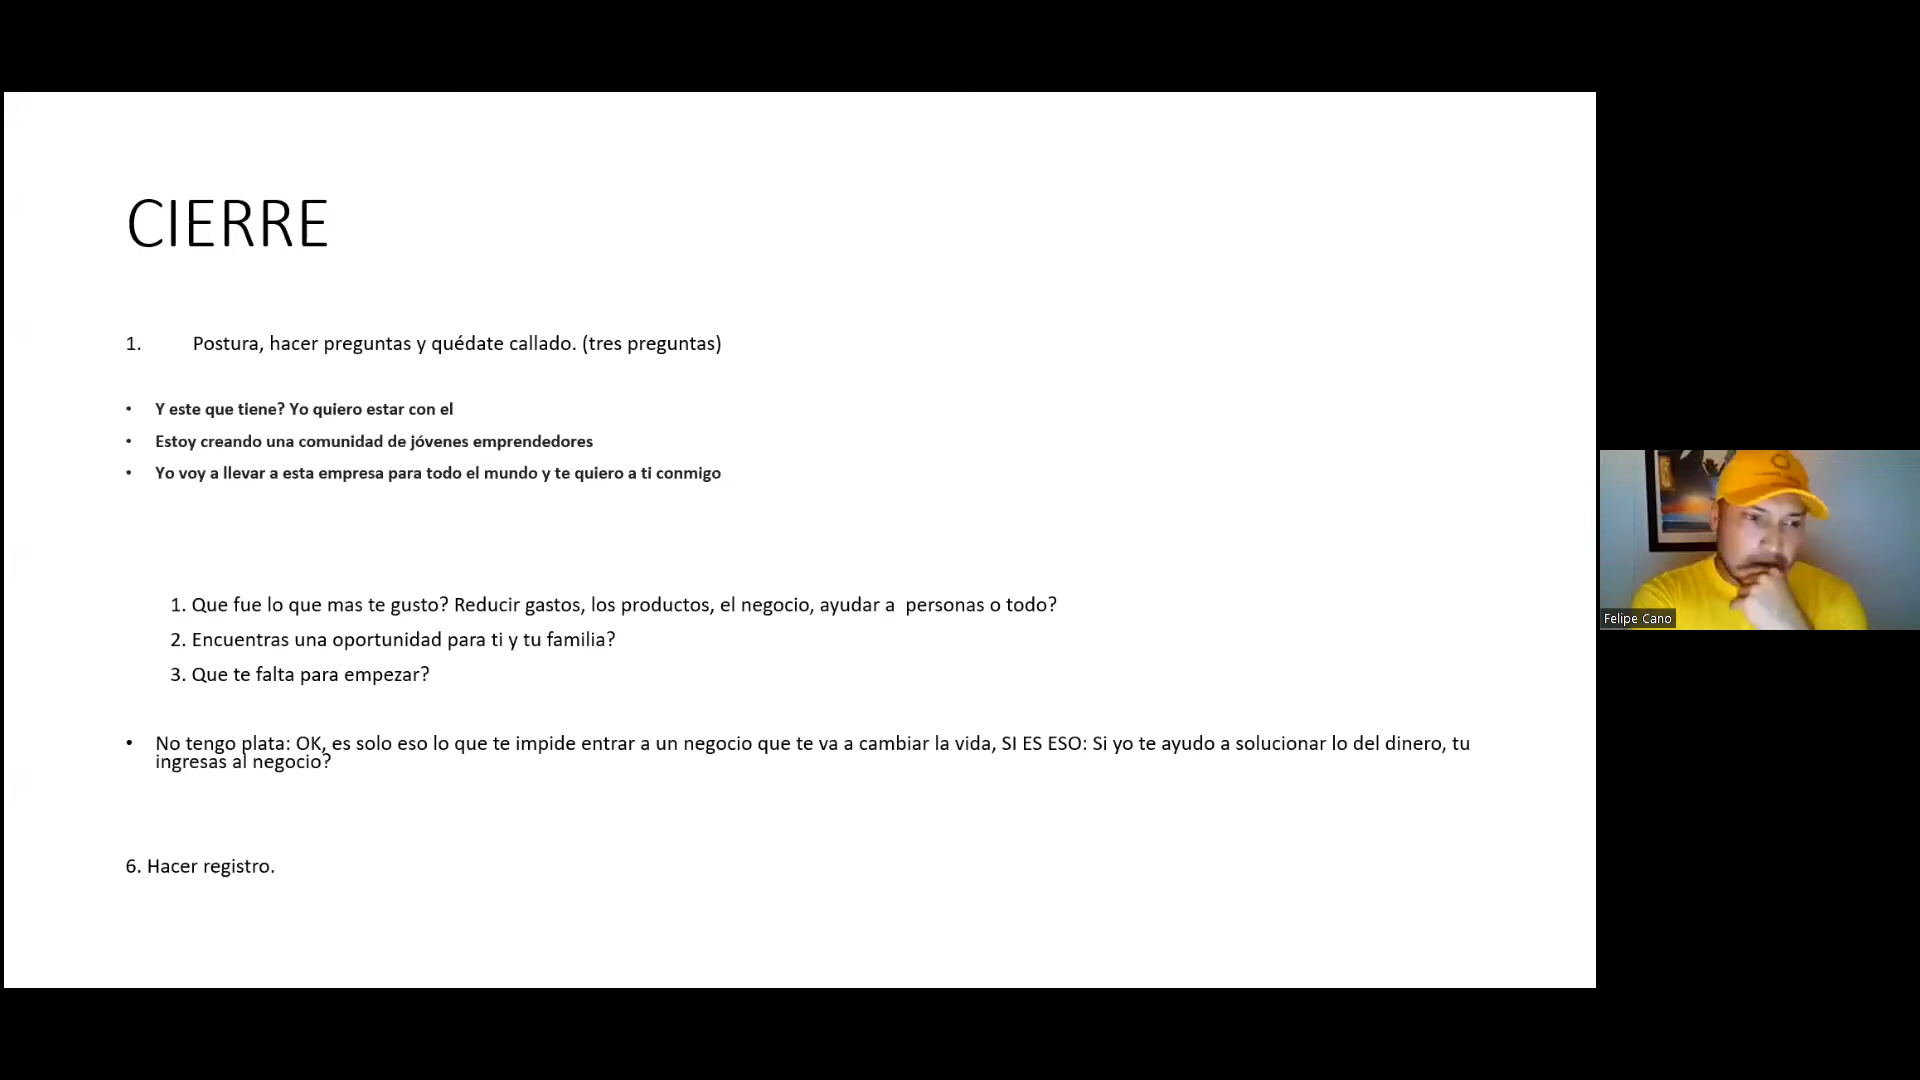 CIERRE
1. Postura, hacer preguntas y quédate callado. (tres preguntas)
• Y este que tiene? Yo quiero estar con el
• Estoy creando una comunidad de jóvenes emprendedores
• Yo voy a llevar a esta empresa para todo el mundo y te quiero a ti conmigo
1. Que fue lo que mas te gusto? Reducir gastos, los productos, el negocio, ayudar a personas o todo?
2. Encuentras una oportunidad para ti y tu familia?
3. Que te falta para empezar?
• No tengo plata: OK, es solo eso lo que te impide entrar a un negocio que te va a cambiar la vida, SI ES ESO: Si yo te ayudo a solucionar lo del dinero, tu
ingresas al negocio?
6. Hacer registro.
Felipe Cano